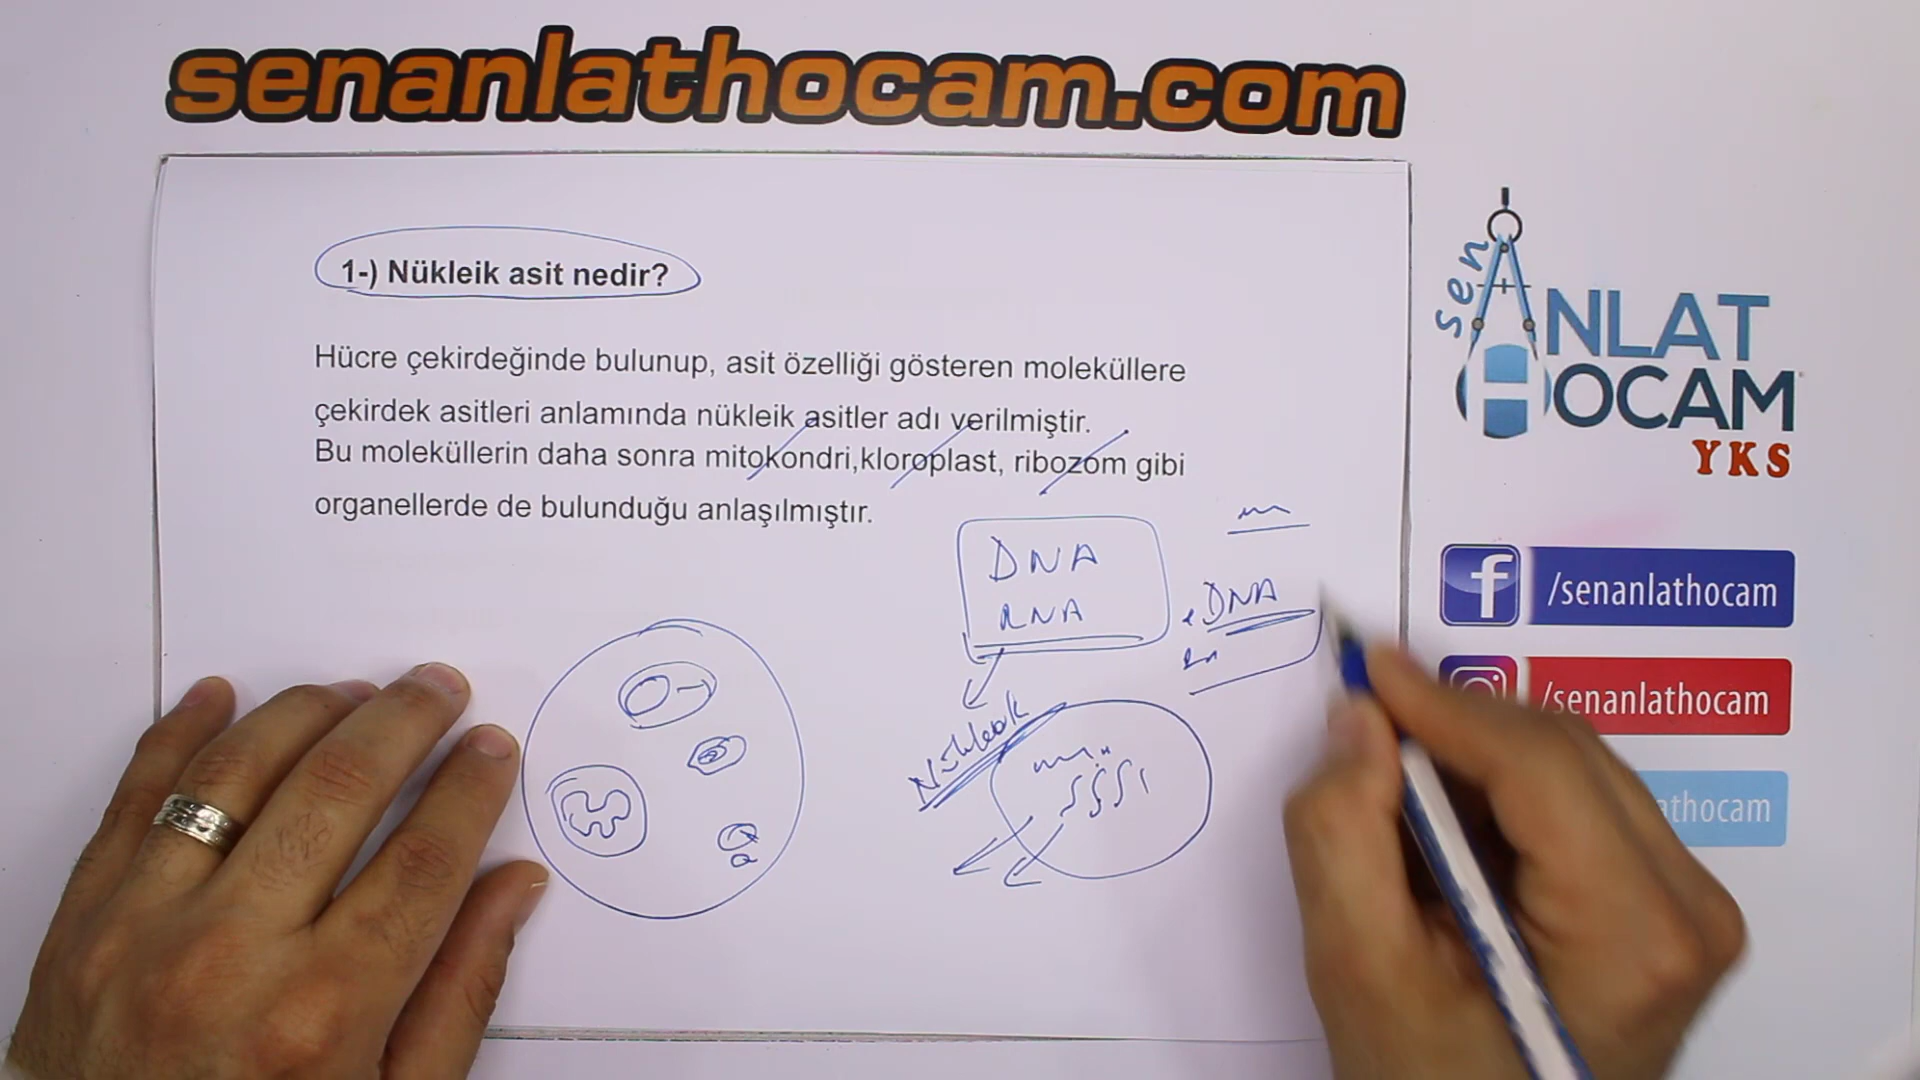 senanlathocam.com
1-) Nükleik asit nedir?
Hücre çekirdeğinde bulunup, asit özelliği gösteren moleküllere
çekirdek asitleri anlamında nükleik asitler adı verilmiştir.
Bu moleküllerin daha sonra mitokondri,kloroplast, ribozom gibi
organellerde de bulunduğu anlaşılmıştır.
DNA
RNA
DNA
sen
ANLAT
HOCAM
YKS
f /senanlathocam
/senanlathocam
lathocam